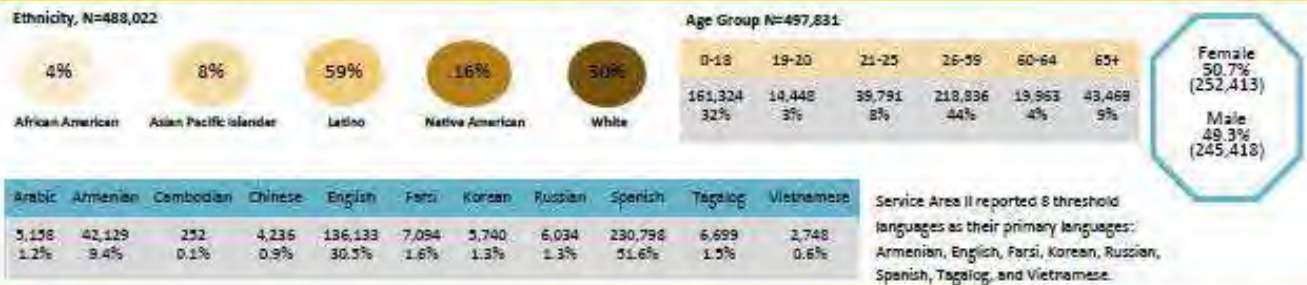 Ethnicity, N=488,022
4% 8% 59% .16% 30%
African American Asian Pacific Islander Latino Native American White
Age Group N=497,831
0-18 19-20 21-25 26-59 60-64 65+
161,324 14,448 39,791 218,836 19,963 43,469
32% 3% 8% 44% 4% 9%
Female
50.7%
(252,413)
Male
49.3%
(245,418)
Arabic Armenian Cambodian Chinese English Farsi Korean Russian Spanish Tagalog Vietnamese
5,158 42,129 252 4,236 136,133 7,094 5,740 6,034 230,798 6,699 2,748
1.2% 9.4% 0.1% 0.9% 30.5% 1.6% 1.3% 1.3% 51.6% 1.5% 0.6%
Service Area II reported 8 threshold
languages as their primary languages:
Armenian, English, Farsi, Korean, Russian,
Spanish, Tagalog, and Vietnamese.